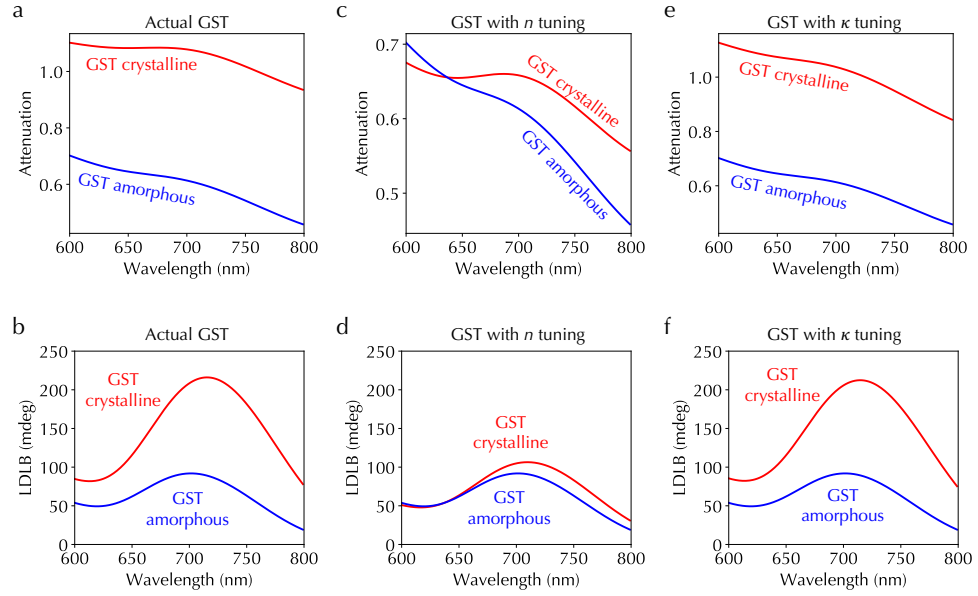 a
Actual GST
1.0
0.8
0.6
600
650
700
750
800
Attenuation
Wavelength (nm)
GST crystalline
GST amorphous
c
GST with n tuning
0.7
0.6
0.5
600
650
700
750
800
Attenuation
Wavelength (nm)
GST crystalline
GST amorphous
e
GST with κ tuning
1.0
0.8
0.6
600
650
700
750
800
Attenuation
Wavelength (nm)
GST crystalline
GST amorphous
b
Actual GST
250
200
150
100
50
0
600
650
700
750
800
LDLB (mdeg)
Wavelength (nm)
GST
crystalline
GST
amorphous
d
GST with n tuning
250
200
150
100
50
0
600
650
700
750
800
LDLB (mdeg)
Wavelength (nm)
GST
crystalline
GST
amorphous
f
GST with κ tuning
250
200
150
100
50
0
600
650
700
750
800
LDLB (mdeg)
Wavelength (nm)
GST
crystalline
GST
amorphous